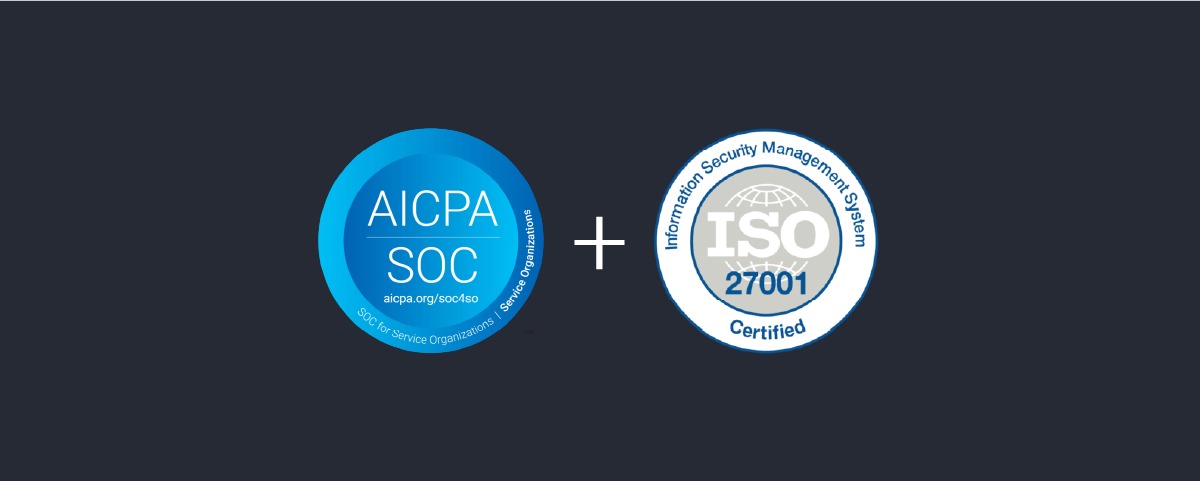 AICPA
SOC
aicpa.org/soc4so
SOC for Service Organizations | Service Organizations
+
Information Security Management System
ISO
27001
Certified